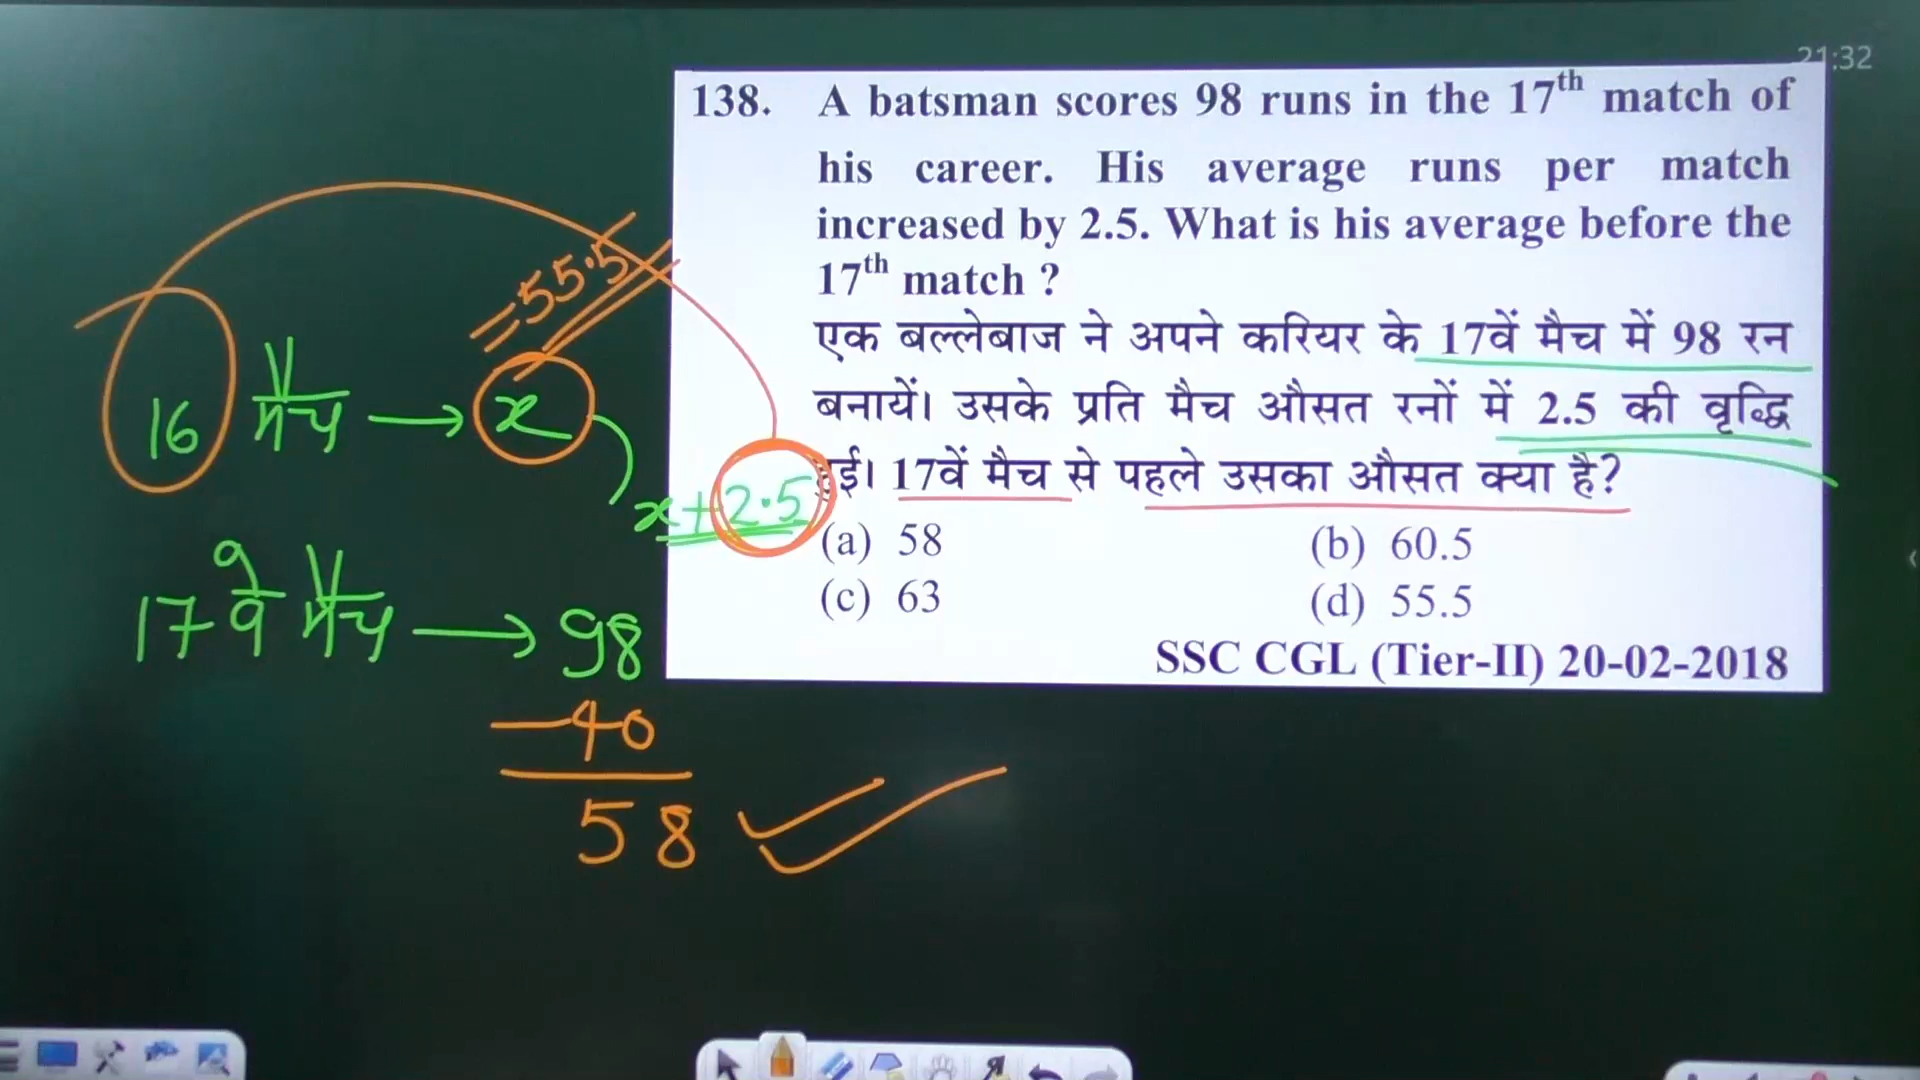 21:32
138. A batsman scores 98 runs in the 17th match of
his career. His average runs per match
increased by 2.5. What is his average before the
17th match ?
एक बल्लेबाज ने अपने करियर के 17वें मैच में 98 रन
बनायें। उसके प्रति मैच औसत रनों में 2.5 की वृद्धि
हुई। 17वें मैच से पहले उसका औसत क्या है?
(a) 58 (b) 60.5
(c) 63 (d) 55.5
SSC CGL (Tier-II) 20-02-2018
=55.5
16 मैच → x
x+2.5
17वे मैच → 98
-40
58